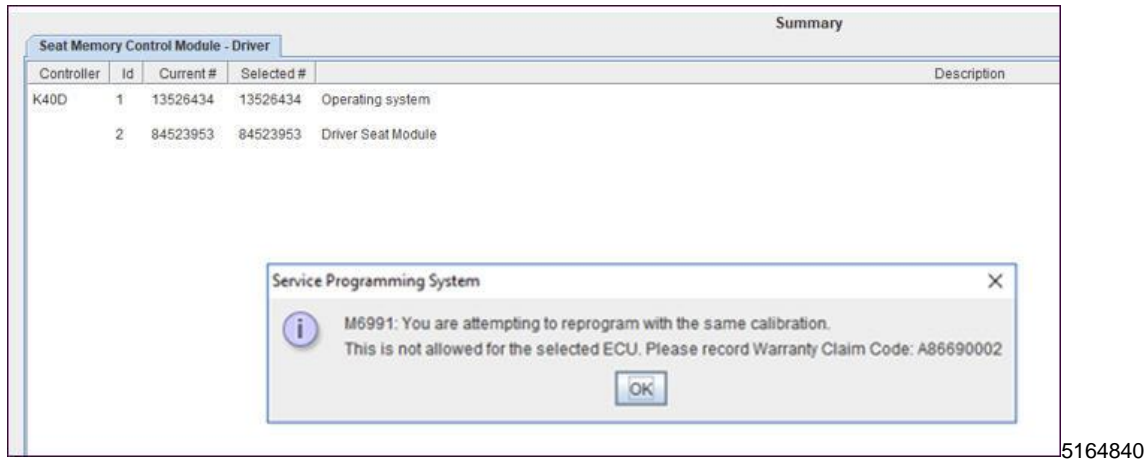 Summary
Seat Memory Control Module - Driver
Controller Id Current # Selected # Description
K40D 1 13526434 13526434 Operating system
2 84523953 84523953 Driver Seat Module
Service Programming System
M6991: You are attempting to reprogram with the same calibration.
This is not allowed for the selected ECU. Please record Warranty Claim Code: A86690002
OK
5164840